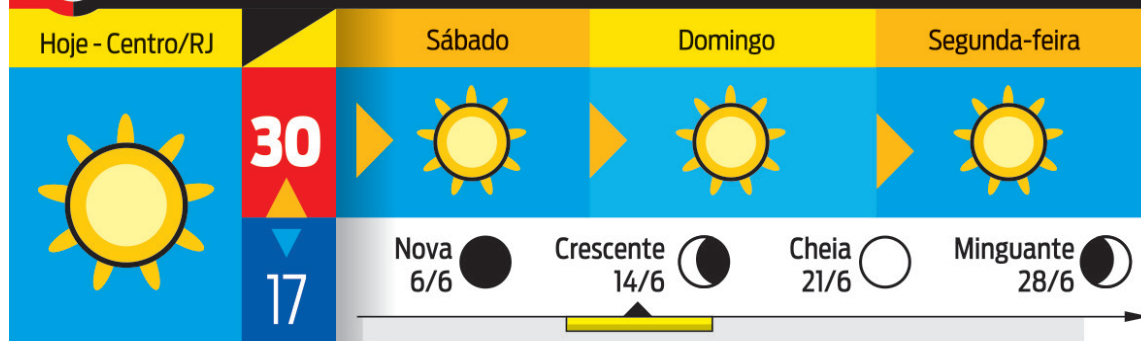 Hoje - Centro/RJ
Sábado
Domingo
Segunda-feira
30
17
Nova
6/6
Crescente
14/6
Cheia
21/6
Minguante
28/6